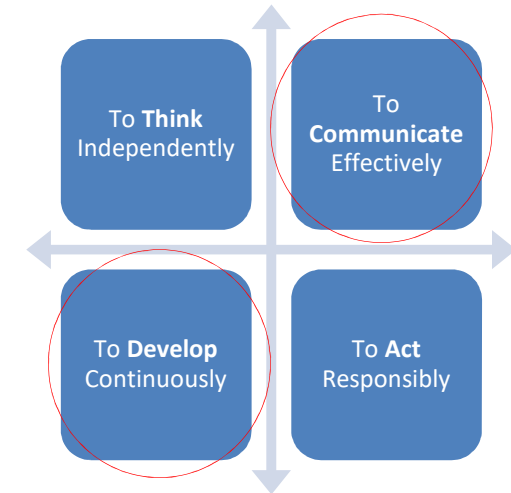 To Think
Independently
To
Communicate
Effectively
To Develop
Continuously
To Act
Responsibly